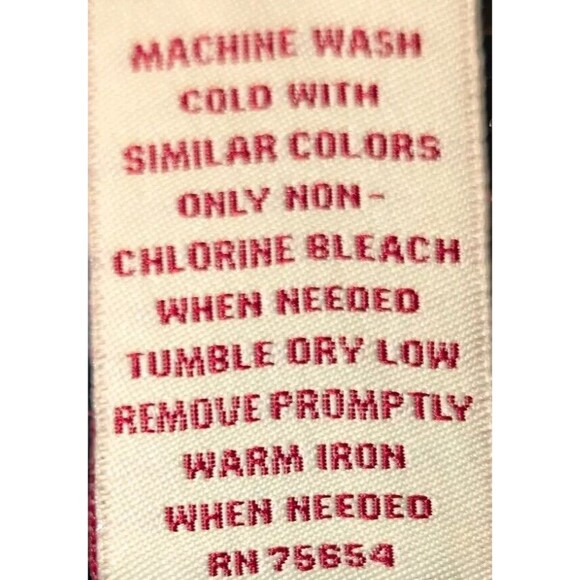 MACHINE WASH
COLD WITH
SIMILAR COLORS
ONLY NON-
CHLORINE BLEACH
WHEN NEEDED
TUMBLE DRY LOW
REMOVE PROMPTLY
WARM IRON
WHEN NEEDED
RN 75654